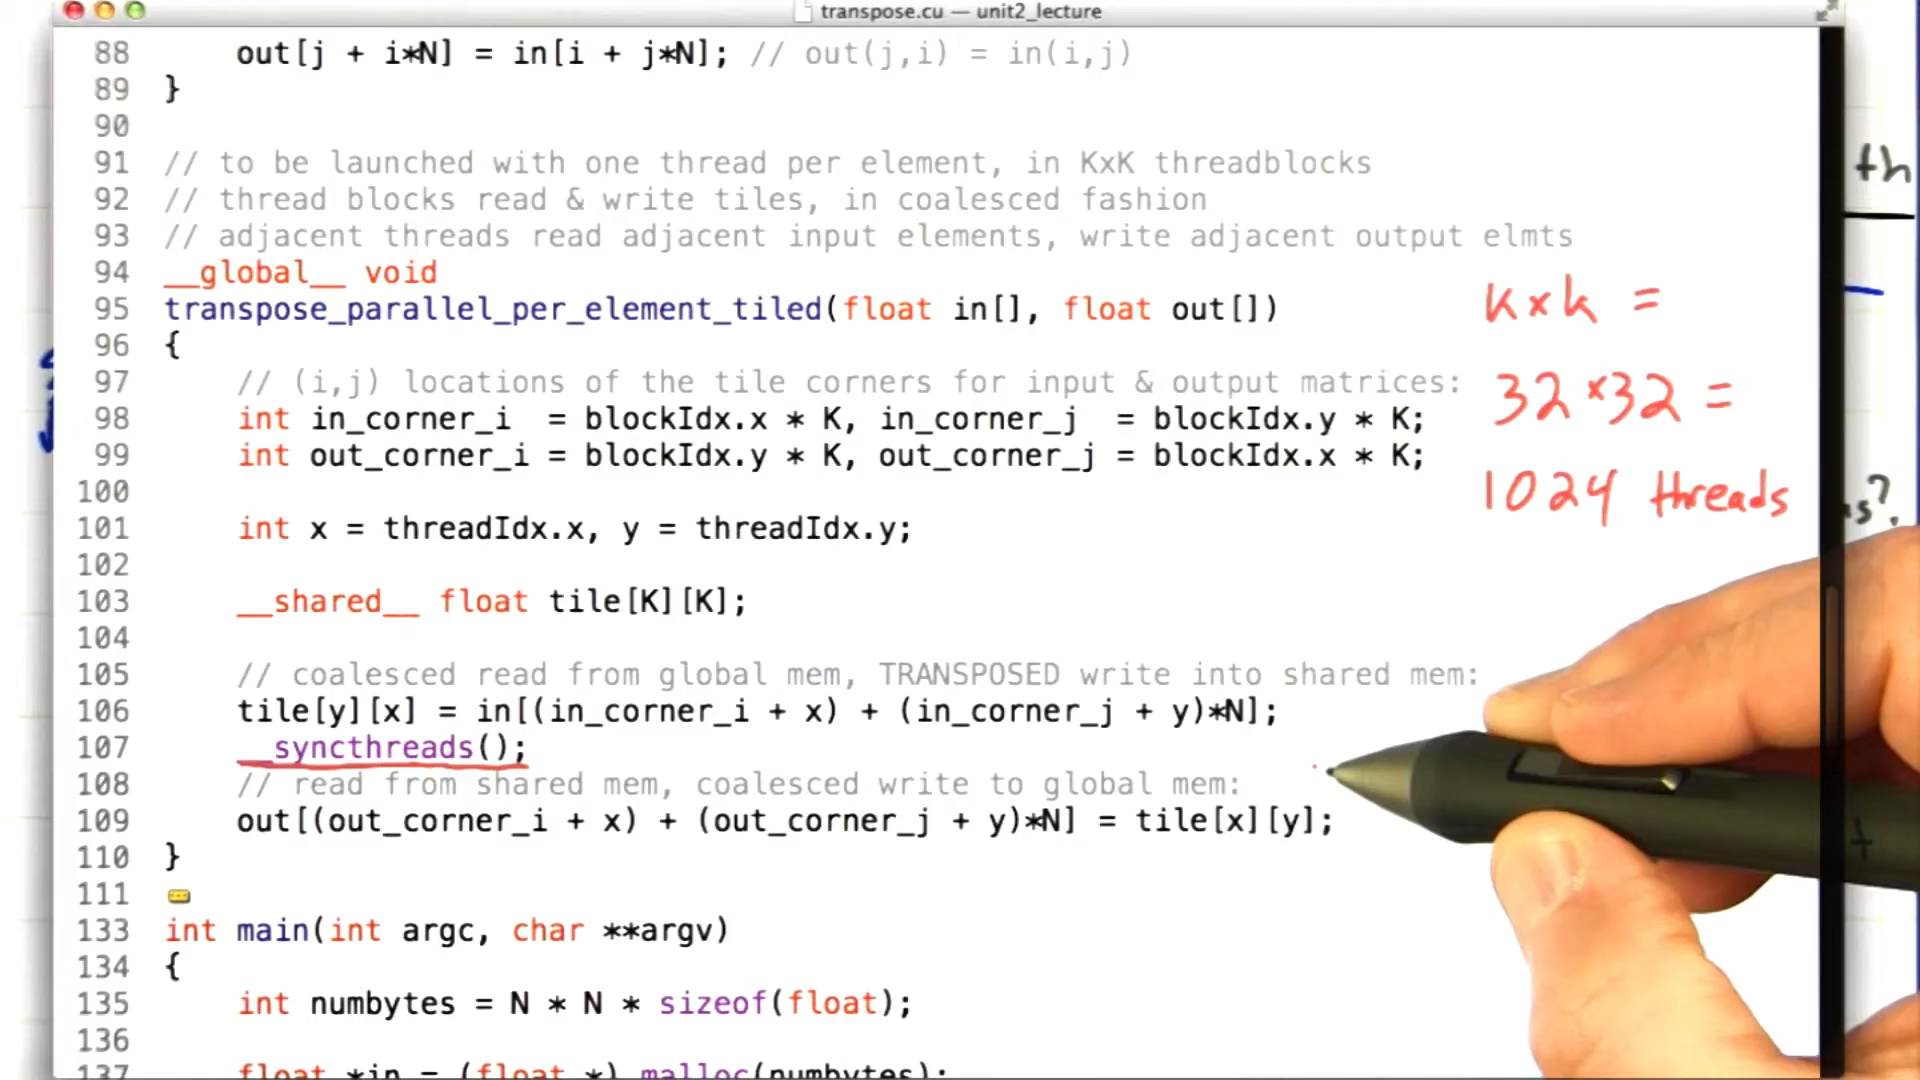 transpose.cu — unit2_lecture
88 out[j + i*N] = in[i + j*N]; // out(j,i) = in(i,j)
89 }
90
91 // to be launched with one thread per element, in KxK threadblocks
92 // thread blocks read & write tiles, in coalesced fashion
93 // adjacent threads read adjacent input elements, write adjacent output elmts
94 __global__ void
95 transpose_parallel_per_element_tiled(float in[], float out[])
96 {
97 // (i,j) locations of the tile corners for input & output matrices:
98 int in_corner_i  = blockIdx.x * K, in_corner_j  = blockIdx.y * K;
99 int out_corner_i = blockIdx.y * K, out_corner_j = blockIdx.x * K;
100
101 int x = threadIdx.x, y = threadIdx.y;
102
103 __shared__ float tile[K][K];
104
105 // coalesced read from global mem, TRANSPOSED write into shared mem:
106 tile[y][x] = in[(in_corner_i + x) + (in_corner_j + y)*N];
107 __syncthreads();
108 // read from shared mem, coalesced write to global mem:
109 out[(out_corner_i + x) + (out_corner_j + y)*N] = tile[x][y];
110 }
111
133 int main(int argc, char **argv)
134 {
135 int numbytes = N * N * sizeof(float);
136
137 float *in = (float *) malloc(numbytes);
K×K =
32×32 =
1024 threads
th
s?